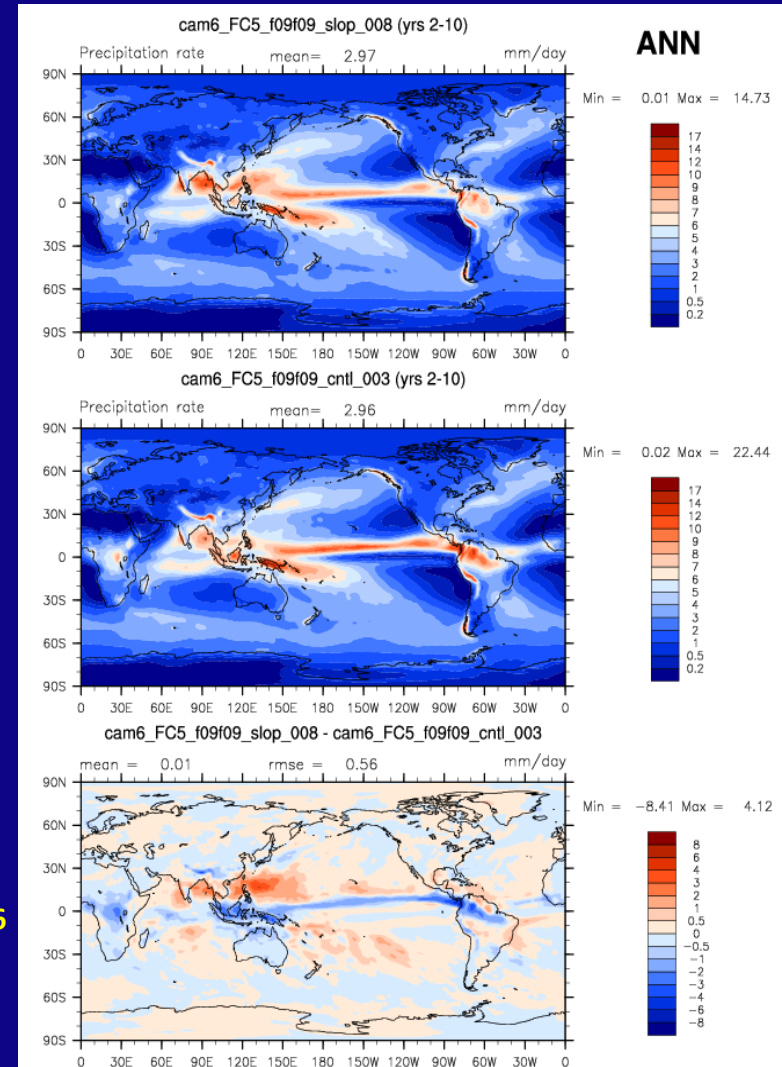 cam6_FC5_f09f09_slop_008 (yrs 2-10)
ANN
Precipitation rate mean= 2.97 mm/day
Min = 0.01 Max = 14.73
90N
60N
30N
0
30S
60S
90S
0 30E 60E 90E 120E 150E 180 150W 120W 90W 60W 30W 0
17
14
12
10
9
8
7
6
5
4
3
2
1
0.5
0.2
cam6_FC5_f09f09_cntl_003 (yrs 2-10)
Precipitation rate mean= 2.96 mm/day
Min = 0.02 Max = 22.44
90N
60N
30N
0
30S
60S
90S
0 30E 60E 90E 120E 150E 180 150W 120W 90W 60W 30W 0
17
14
12
10
9
8
7
6
5
4
3
2
1
0.5
0.2
cam6_FC5_f09f09_slop_008 - cam6_FC5_f09f09_cntl_003
mean = 0.01 rmse = 0.56 mm/day
Min = -8.41 Max = 4.12
90N
60N
30N
0
30S
60S
90S
0 30E 60E 90E 120E 150E 180 150W 120W 90W 60W 30W 0
8
6
4
3
2
1
0.5
0
-0.5
-1
-2
-3
-4
-6
-8
6